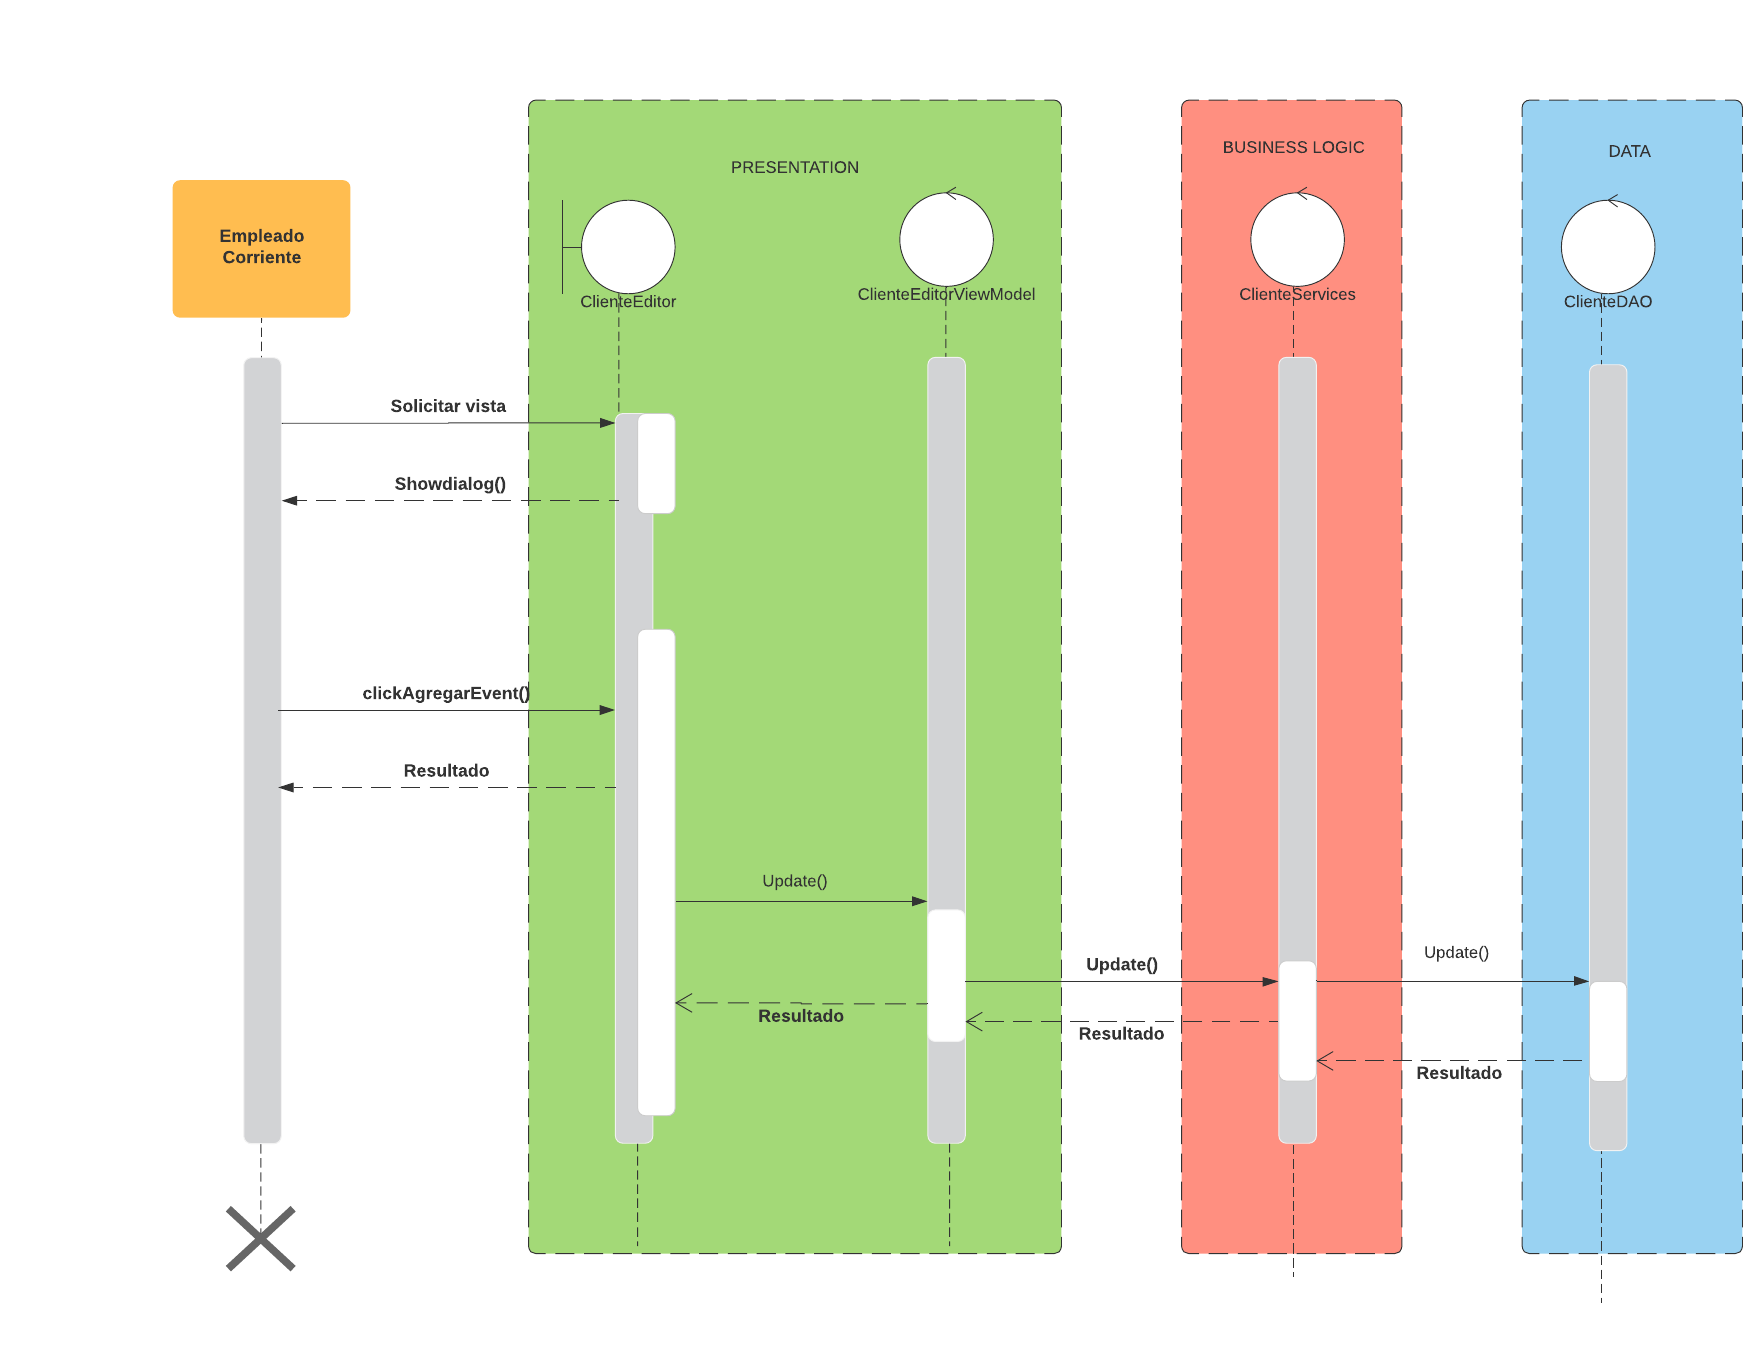 PRESENTATION
BUSINESS LOGIC
DATA
Empleado
Corriente
ClienteEditor
ClienteEditorViewModel
ClienteServices
ClienteDAO
Solicitar vista
Showdialog()
clickAgregarEvent()
Resultado
Update()
Update()
Update()
Resultado
Resultado
Resultado